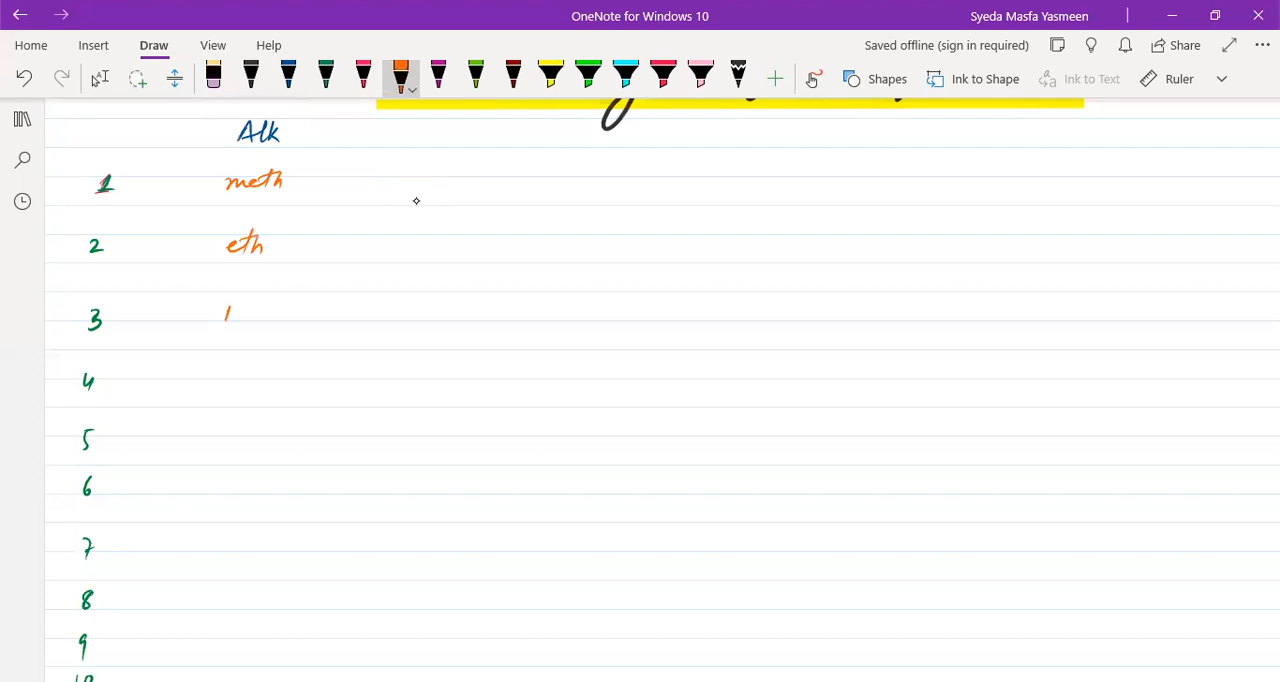 OneNote for Windows 10
Syeda Masfa Yasmeen
Home Insert Draw View Help
Saved offline (sign in required)
Share
Shapes
Ink to Shape
Ink to Text
Ruler
Alk
1 meth
2 eth
3
4
5
6
7
8
9
10